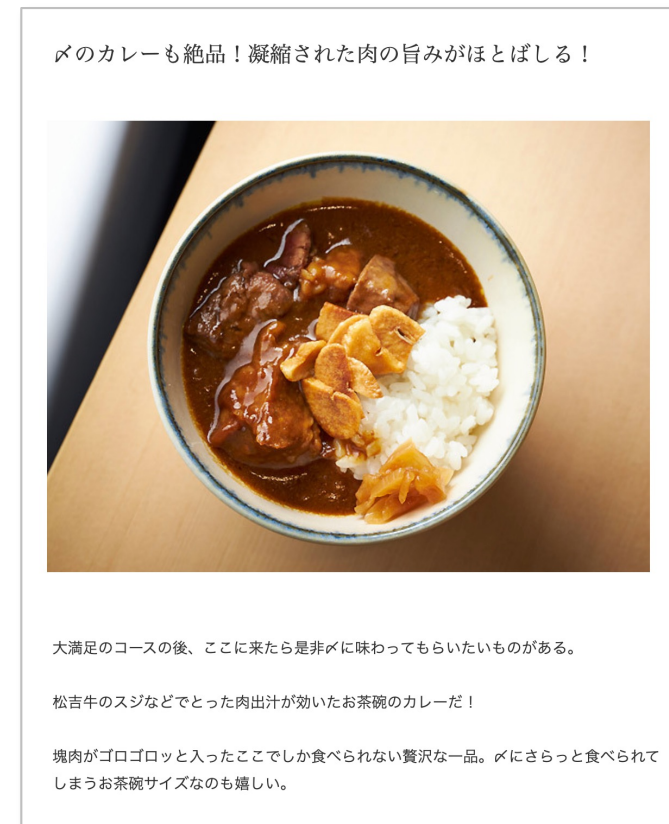 〆のカレーも絶品！凝縮された肉の旨みがほとばしる！
大満足のコースの後、ここに来たら是非〆に味わってもらいたいものがある。
松吉牛のスジなどでとった肉出汁が効いたお茶碗のカレーだ！
塊肉がゴロゴロッと入ったここでしか食べられない贅沢な一品。〆にさらっと食べられて
しまうお茶碗サイズなのも嬉しい。